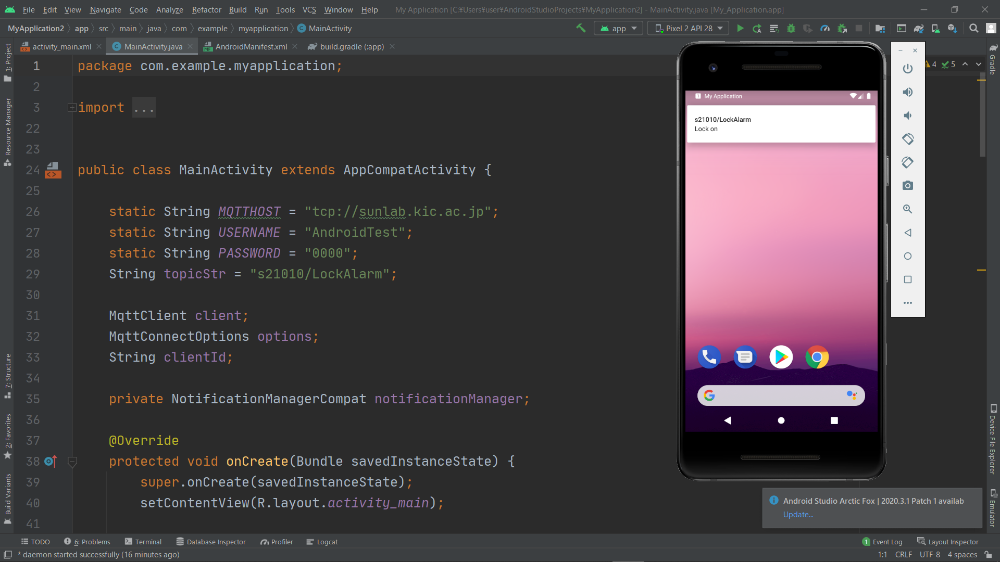 File Edit View Navigate Code Analyze Refactor Build Run Tools VCS Window Help My Application [C:¥Users¥user¥AndroidStudioProjects¥MyApplication2] - MainActivity.java [My_Application.app]
MyApplication2 app src main java com example myapplication MainActivity app Pixel 2 API 28
activity_main.xml MainActivity.java AndroidManifest.xml build.gradle (:app)
1: Project
Resource Manager
7: Structure
2: Favorites
Build Variants
1 package com.example.myapplication;
2
3 import ...
22
23
24 public class MainActivity extends AppCompatActivity {
25
26 static String MQTTHOST = "tcp://sunlab.kic.ac.jp";
27 static String USERNAME = "AndroidTest";
28 static String PASSWORD = "0000";
29 String topicStr = "s21010/LockAlarm";
30
31 MqttClient client;
32 MqttConnectOptions options;
33 String clientId;
34
35 private NotificationManagerCompat notificationManager;
36
37 @Override
38 protected void onCreate(Bundle savedInstanceState) {
39 super.onCreate(savedInstanceState);
40 setContentView(R.layout.activity_main);
41
My Application
s21010/LockAlarm
Lock on
4 5
Gradle
Device File Explorer
Emulator
Android Studio Arctic Fox | 2020.3.1 Patch 1 availab
Update...
TODO 6: Problems Terminal Database Inspector Profiler Logcat 1 Event Log Layout Inspector
* daemon started successfully (16 minutes ago) 1:1 CRLF UTF-8 4 spaces